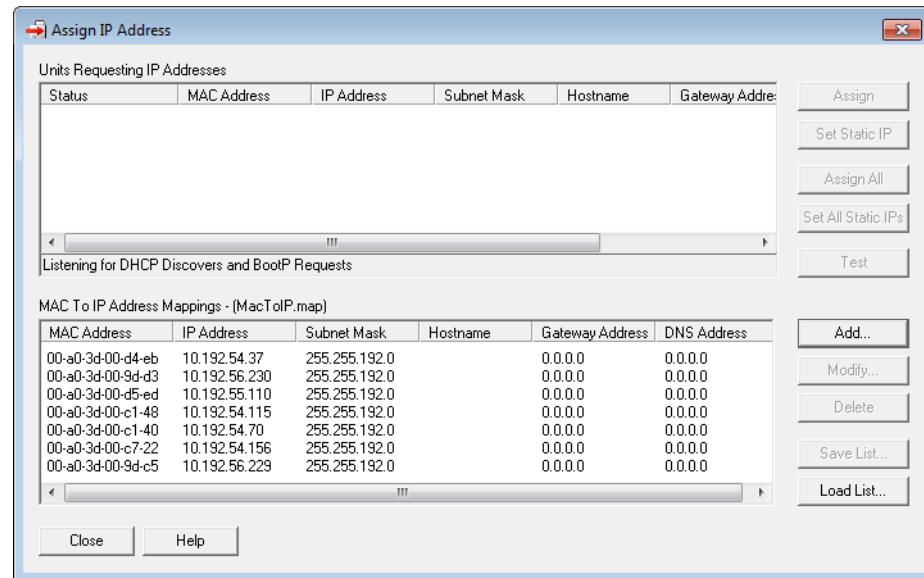 Assign IP Address
Units Requesting IP Addresses
Status MAC Address IP Address Subnet Mask Hostname Gateway Addre
Assign
Set Static IP
Assign All
Set All Static IPs
Test
Listening for DHCP Discovers and BootP Requests
MAC To IP Address Mappings - (MacToIP.map)
MAC Address IP Address Subnet Mask Hostname Gateway Address DNS Address
00-a0-3d-00-d4-eb 10.192.54.37 255.255.192.0 0.0.0.0 0.0.0.0
00-a0-3d-00-9d-d3 10.192.56.230 255.255.192.0 0.0.0.0 0.0.0.0
00-a0-3d-00-d5-ed 10.192.55.110 255.255.192.0 0.0.0.0 0.0.0.0
00-a0-3d-00-c1-48 10.192.54.115 255.255.192.0 0.0.0.0 0.0.0.0
00-a0-3d-00-c1-40 10.192.54.70 255.255.192.0 0.0.0.0 0.0.0.0
00-a0-3d-00-c7-22 10.192.54.156 255.255.192.0 0.0.0.0 0.0.0.0
00-a0-3d-00-9d-c5 10.192.56.229 255.255.192.0 0.0.0.0 0.0.0.0
Add...
Modify...
Delete
Save List...
Load List...
Close Help